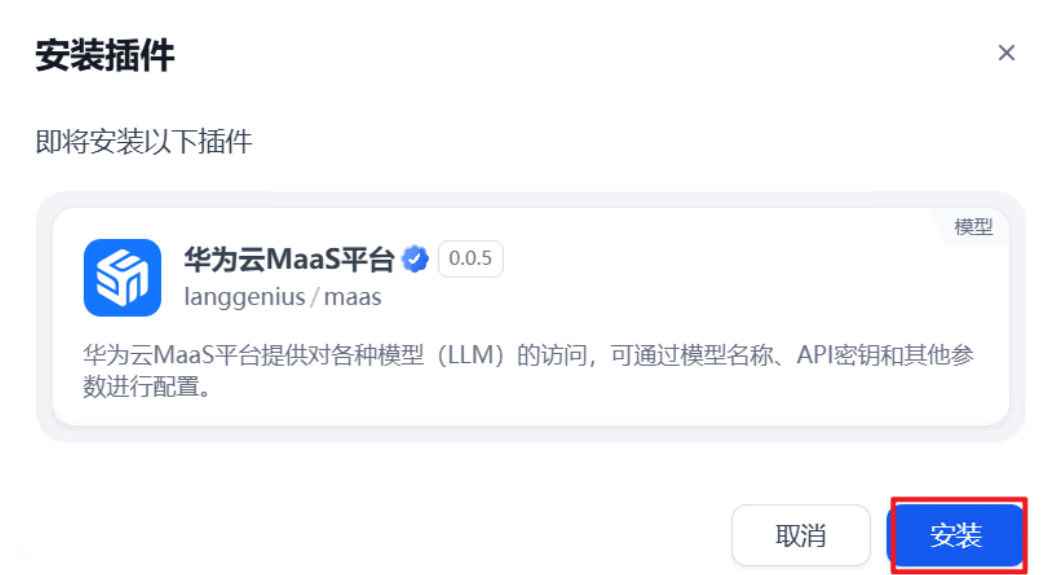 安装插件
即将安装以下插件
模型
华为云MaaS平台 0.0.5
langgenius / maas
华为云MaaS平台提供对各种模型（LLM）的访问，可通过模型名称、API密钥和其他参
数进行配置。
取消 安装